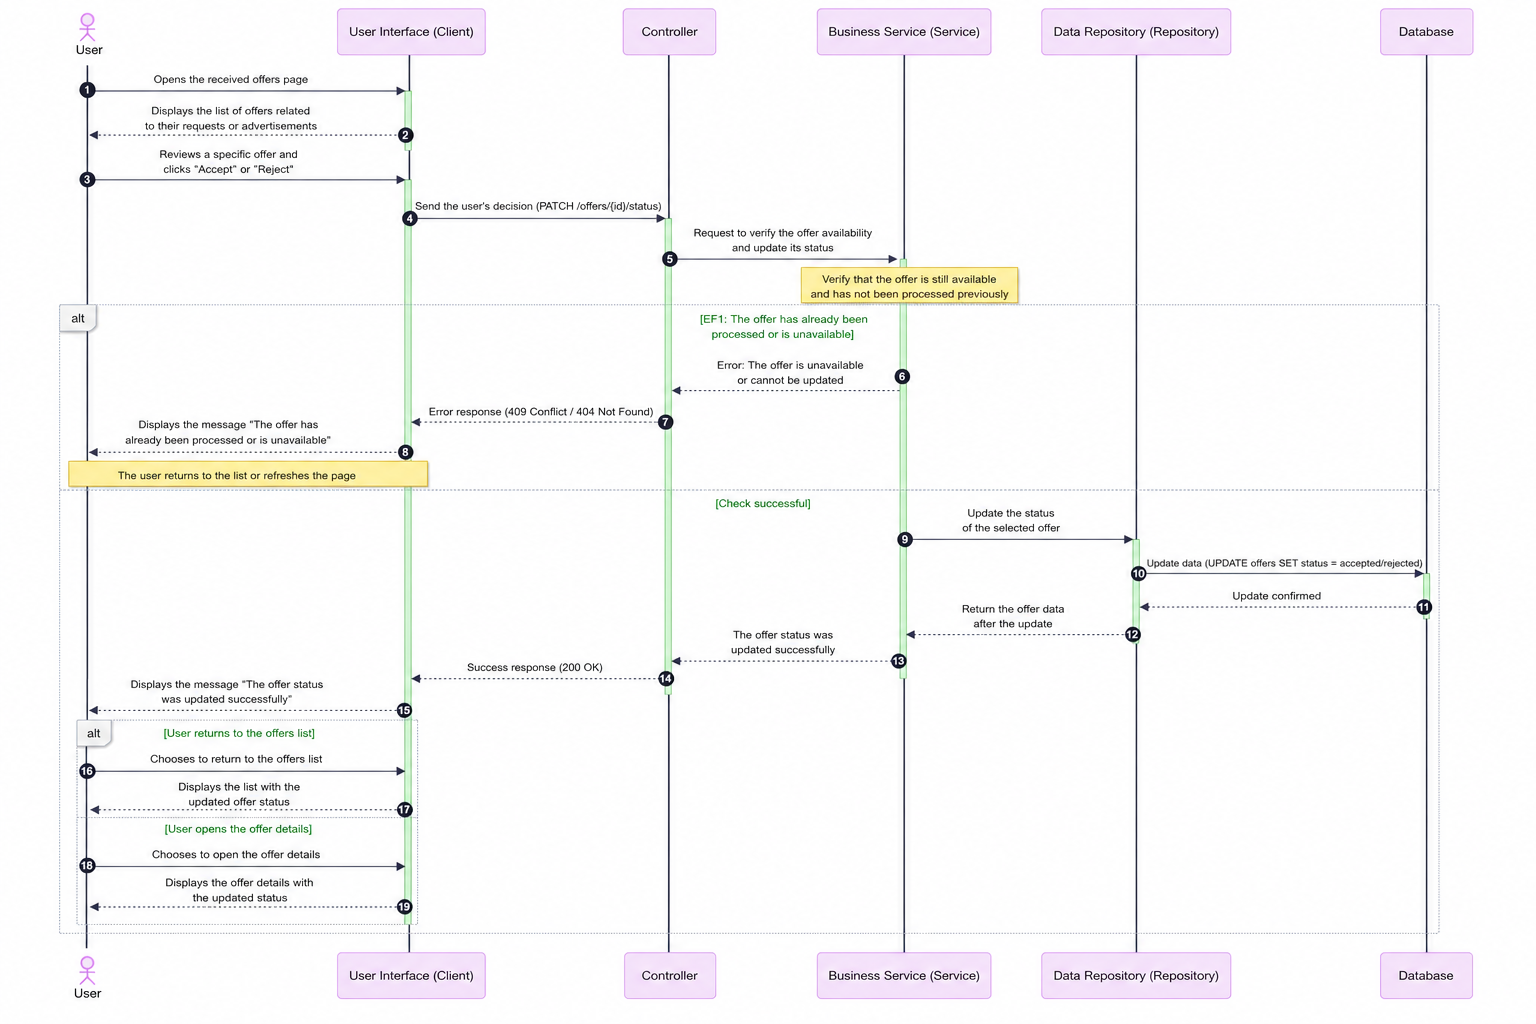 User
User Interface (Client)
Controller
Business Service (Service)
Data Repository (Repository)
Database
1
Opens the received offers page
Displays the list of offers related
to their requests or advertisements
2
Reviews a specific offer and
clicks "Accept" or "Reject"
3
4
Send the user's decision (PATCH /offers/{id}/status)
Request to verify the offer availability
and update its status
5
Verify that the offer is still available
and has not been processed previously
alt
[EF1: The offer has already been
processed or is unavailable]
Error: The offer is unavailable
or cannot be updated
6
Error response (409 Conflict / 404 Not Found)
7
Displays the message "The offer has
already been processed or is unavailable"
8
The user returns to the list or refreshes the page
[Check successful]
Update the status
of the selected offer
9
10
Update data (UPDATE offers SET status = accepted/rejected)
Update confirmed
11
Return the offer data
after the update
12
The offer status was
updated successfully
13
Success response (200 OK)
14
Displays the message "The offer status
was updated successfully"
15
alt
[User returns to the offers list]
Chooses to return to the offers list
16
Displays the list with the
updated offer status
17
[User opens the offer details]
Chooses to open the offer details
18
Displays the offer details with
the updated status
19
User
User Interface (Client)
Controller
Business Service (Service)
Data Repository (Repository)
Database